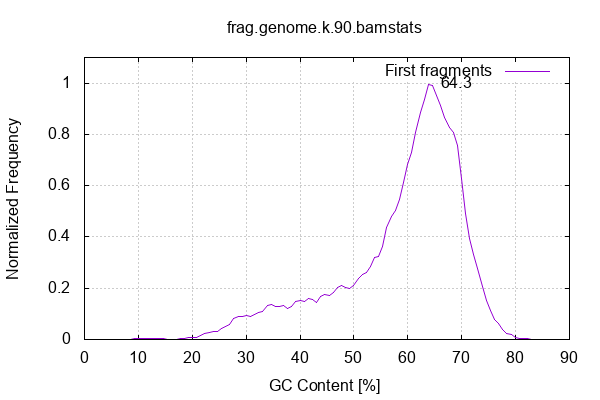 frag.genome.k.90.bamstats
First fragments
64.3
Normalized Frequency
1
0.8
0.6
0.4
0.2
0
0 10 20 30 40 50 60 70 80 90
GC Content [%]